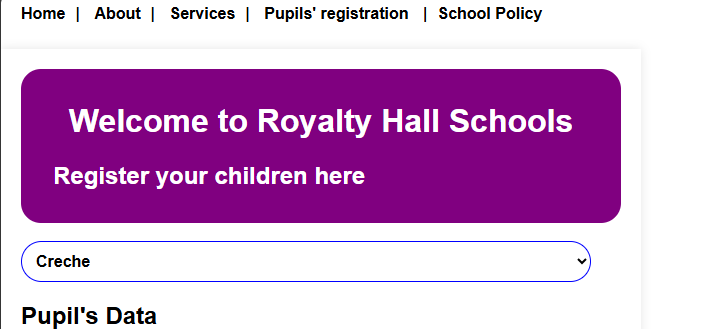 Home | About | Services | Pupils' registration | School Policy
Welcome to Royalty Hall Schools
Register your children here
Creche
Pupil's Data